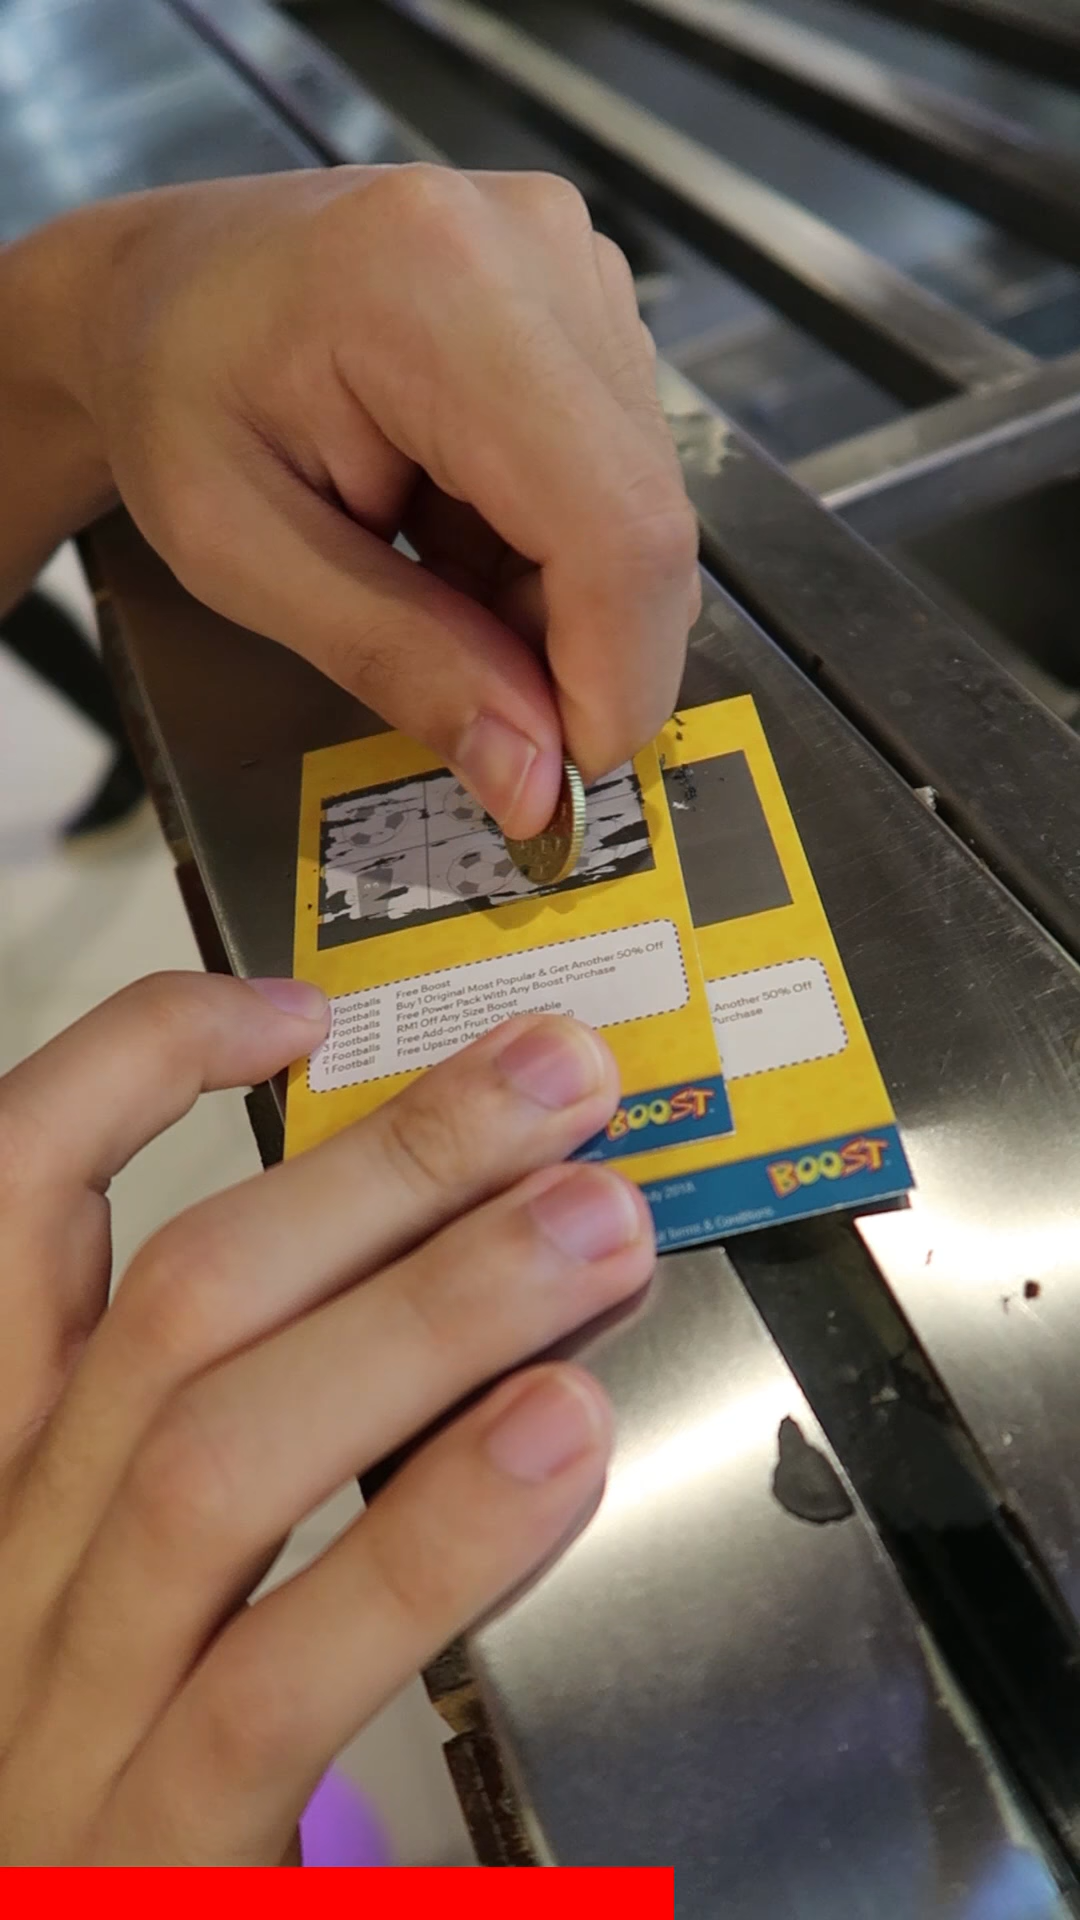 Footballs Free Boost
Footballs Buy 1 Original Most Popular & Get Another 50% Off
Footballs Free Power Pack With Any Boost Purchase
3 Footballs RM1 Off Any Size Boost
2 Footballs Free Add-on Fruit Or Vegetable
1 Football Free Upsize
BOOST
Another 50% Off
Purchase
BOOST
July 2018.
Terms & Conditions.